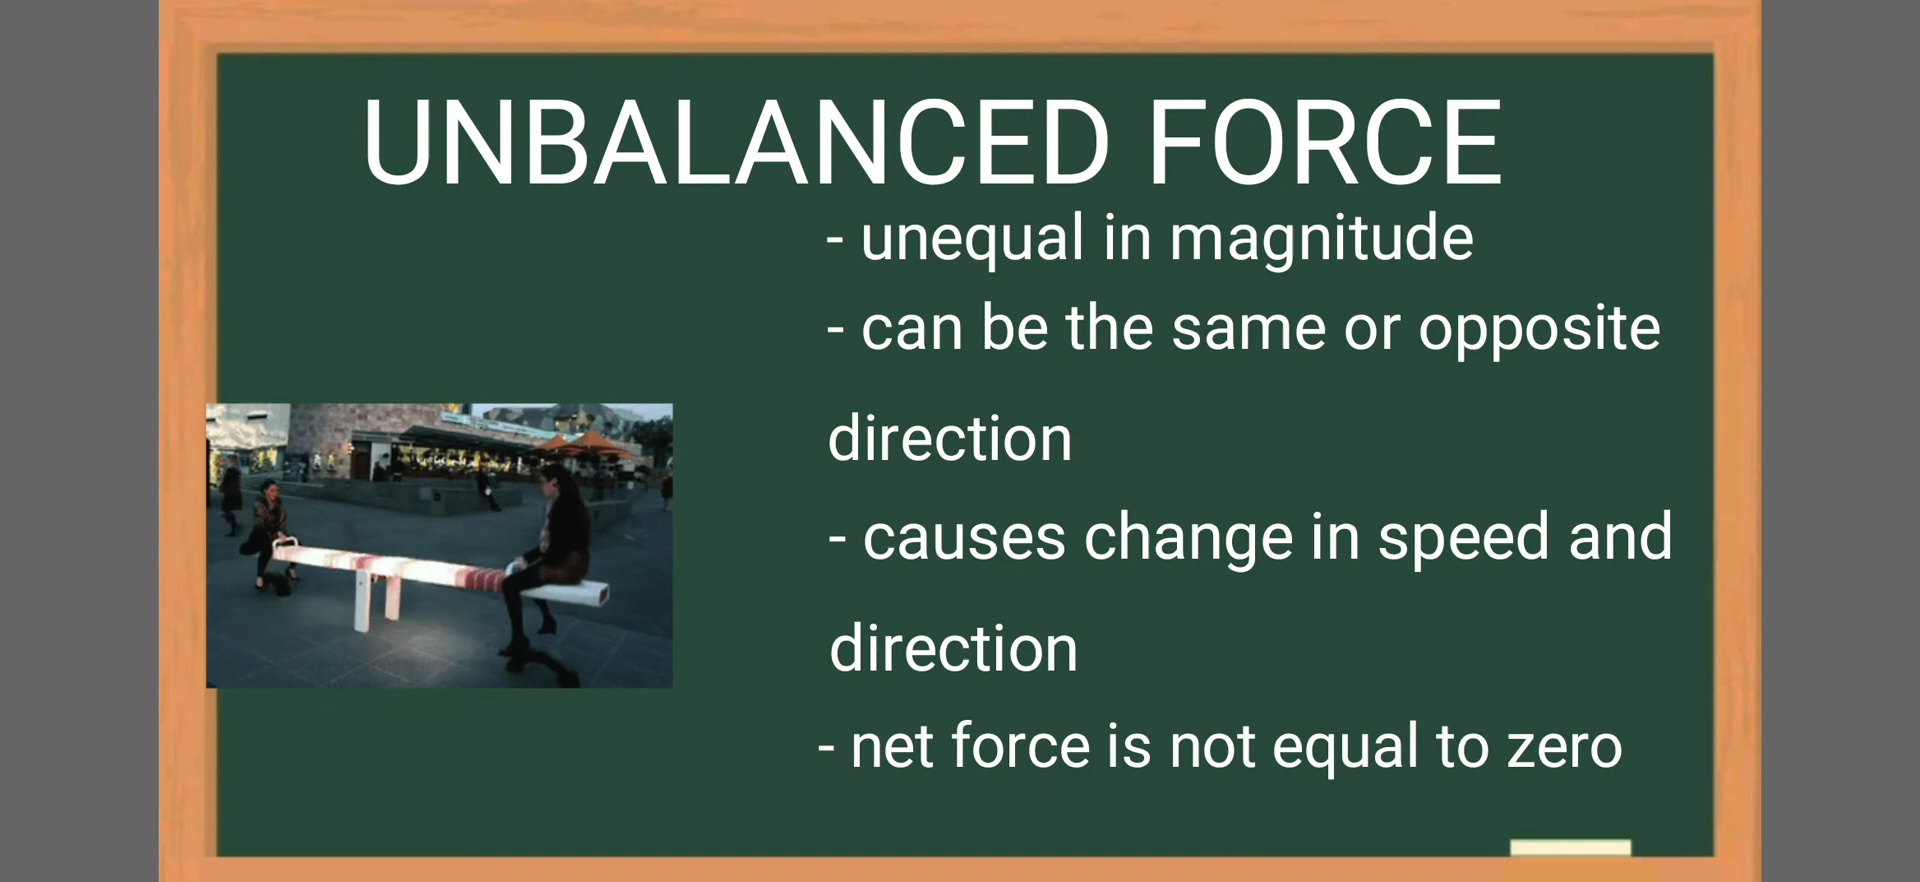 UNBALANCED FORCE
- unequal in magnitude
- can be the same or opposite
direction
- causes change in speed and
direction
- net force is not equal to zero